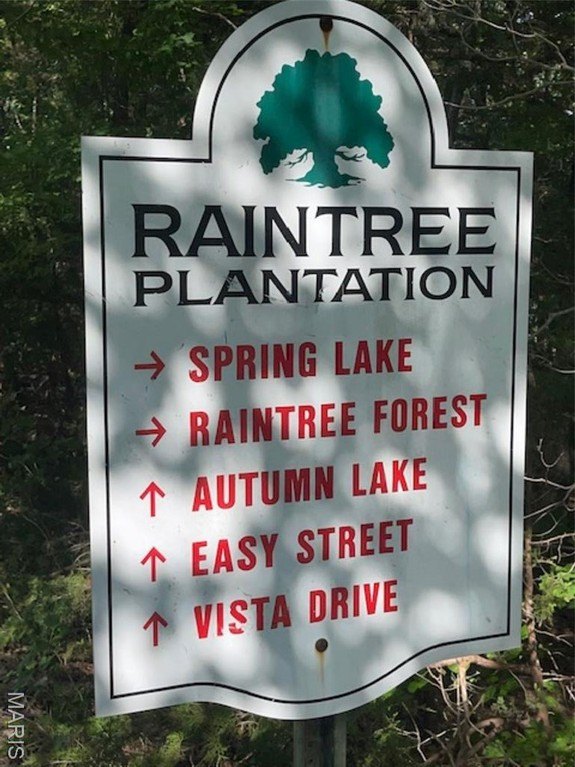 RAINTREE
PLANTATION
→ SPRING LAKE
→ RAINTREE FOREST
↑ AUTUMN LAKE
↑ EASY STREET
↑ VISTA DRIVE
MARIS